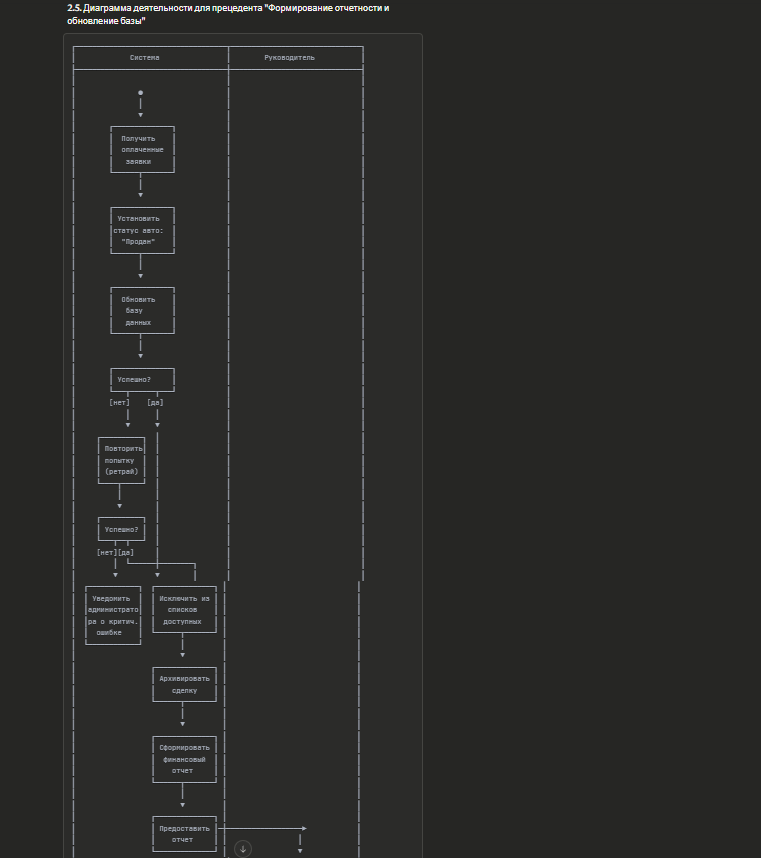 2.5. Диаграмма деятельности для прецедента "Формирование отчетности и
обновление базы"
Система
Руководитель
Получить
оплаченные
заявки
Установить
статус авто:
"Продан"
Обновить
базу
данных
Успешно?
[нет] [да]
Повторить
попытку
(ретрай)
Успешно?
[нет][да]
Уведомить
администрато
ра о критич.
ошибке
Исключить из
списков
доступных
Архивировать
сделку
Сформировать
финансовый
отчет
Предоставить
отчет